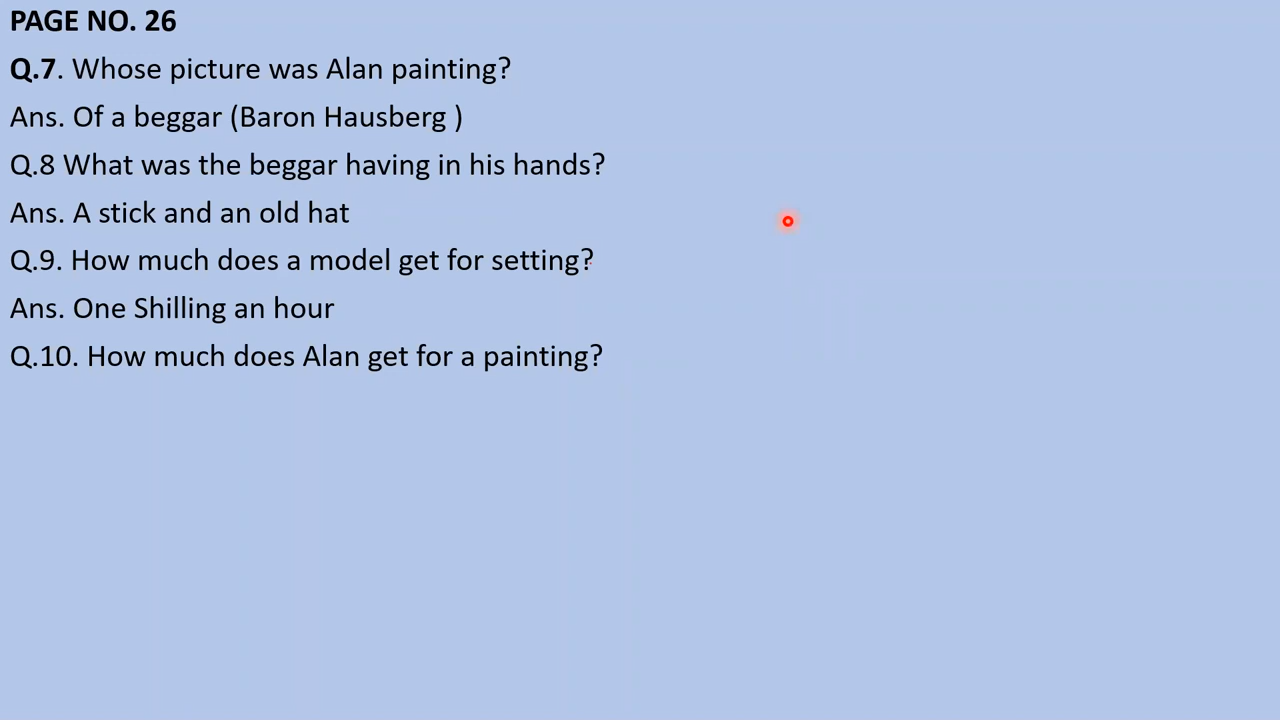 PAGE NO. 26
Q.7. Whose picture was Alan painting?
Ans. Of a beggar (Baron Hausberg )
Q.8 What was the beggar having in his hands?
Ans. A stick and an old hat
Q.9. How much does a model get for setting?
Ans. One Shilling an hour
Q.10. How much does Alan get for a painting?